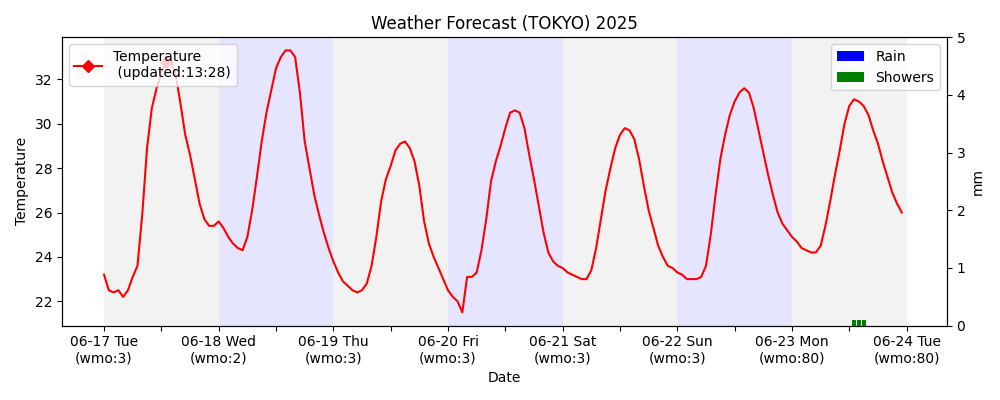 Weather Forecast (TOKYO) 2025
Temperature
(updated:13:28)
Rain
Showers
Temperature
32
30
28
26
24
22
5
4
3
2
1
0
mm
06-17 Tue
(wmo:3)
06-18 Wed
(wmo:2)
06-19 Thu
(wmo:3)
06-20 Fri
(wmo:3)
06-21 Sat
(wmo:3)
06-22 Sun
(wmo:3)
06-23 Mon
(wmo:80)
06-24 Tue
(wmo:80)
Date